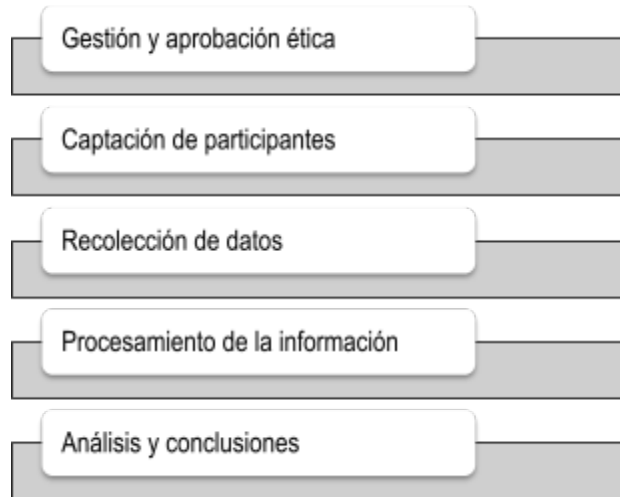 Gestión y aprobación ética
Captación de participantes
Recolección de datos
Procesamiento de la información
Análisis y conclusiones